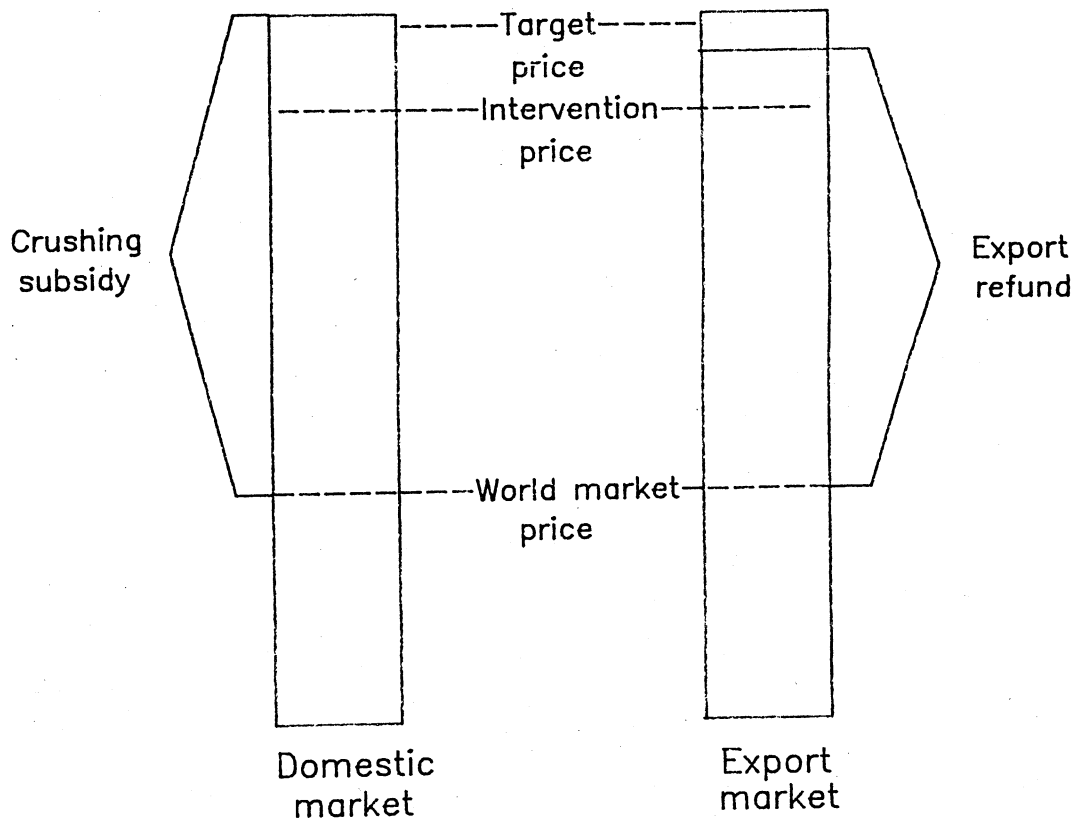 Target
price
Intervention
price
Crushing
subsidy
Export
refund
World market
price
Domestic
market
Export
market